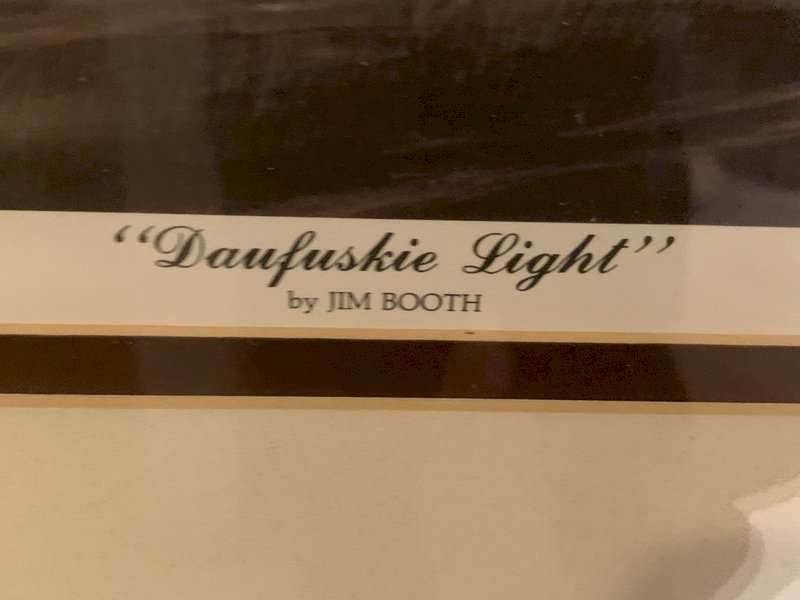 “Daufuskie Light”
by JIM BOOTH